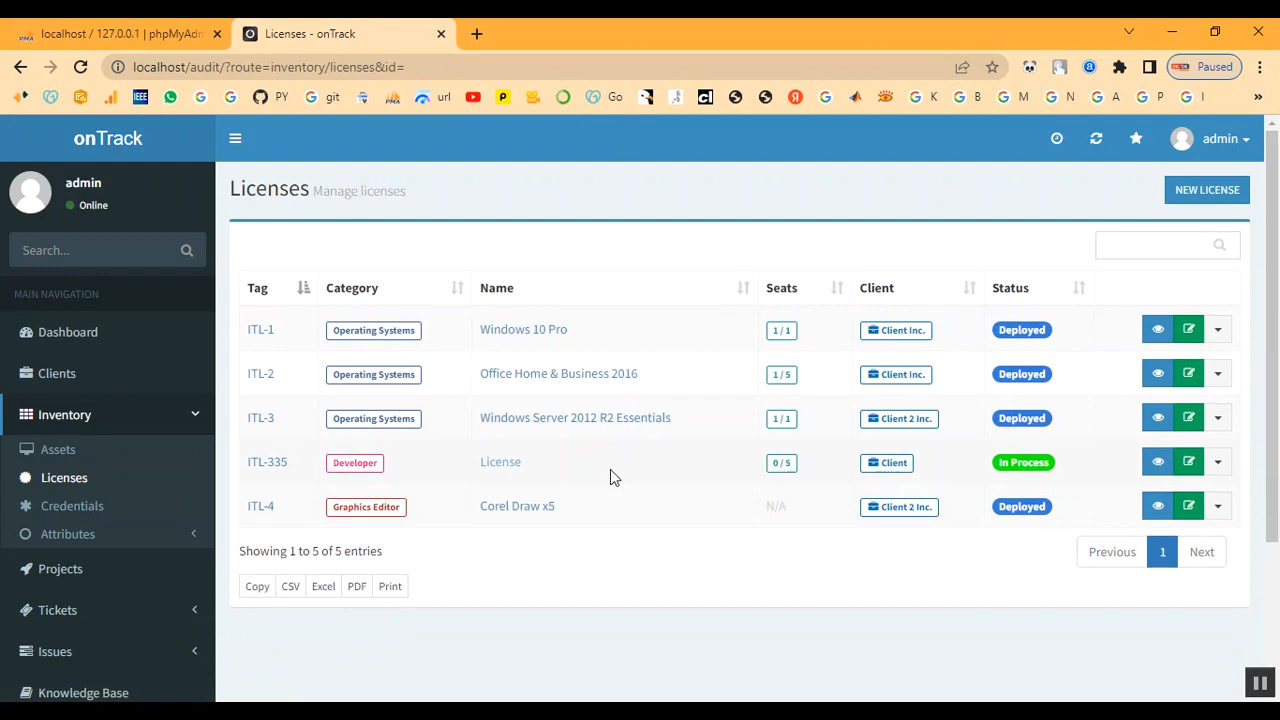 localhost / 127.0.0.1 | phpMyAdn
Licenses - onTrack
localhost/audit/?route=inventory/licenses&id=
Paused
IEEE
PY
git
url
Go
K
B
M
N
A
P
I
onTrack
admin
admin
Online
Licenses Manage licenses
NEW LICENSE
Search...
MAIN NAVIGATION
Dashboard
Clients
Inventory
Assets
Licenses
Credentials
Attributes
Projects
Tickets
Issues
Knowledge Base
Tag Category Name Seats Client Status
ITL-1 Operating Systems Windows 10 Pro 1 / 1 Client Inc. Deployed
ITL-2 Operating Systems Office Home & Business 2016 1 / 5 Client Inc. Deployed
ITL-3 Operating Systems Windows Server 2012 R2 Essentials 1 / 1 Client 2 Inc. Deployed
ITL-335 Developer License 0 / 5 Client In Process
ITL-4 Graphics Editor Corel Draw x5 N/A Client 2 Inc. Deployed
Showing 1 to 5 of 5 entries
Previous 1 Next
Copy CSV Excel PDF Print